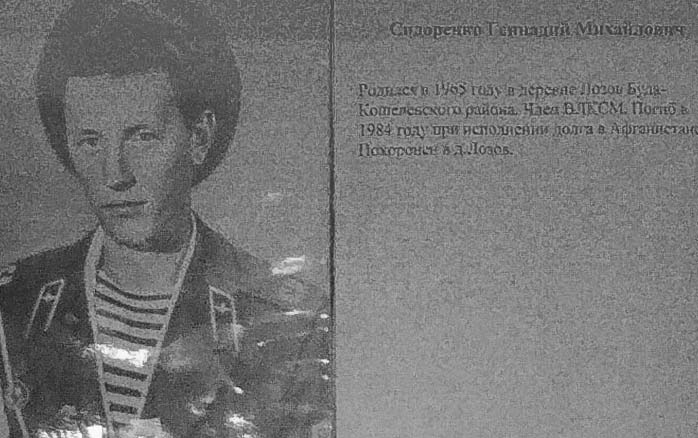 Сидоренко Геннадий Михайлович
Родился в 1965 году в деревне Лозов Буда-
Кошелевского района. Член ВЛКСМ. Погиб в
1984 году при исполнении долга в Афганистан
Похоронен в д.Лозов.